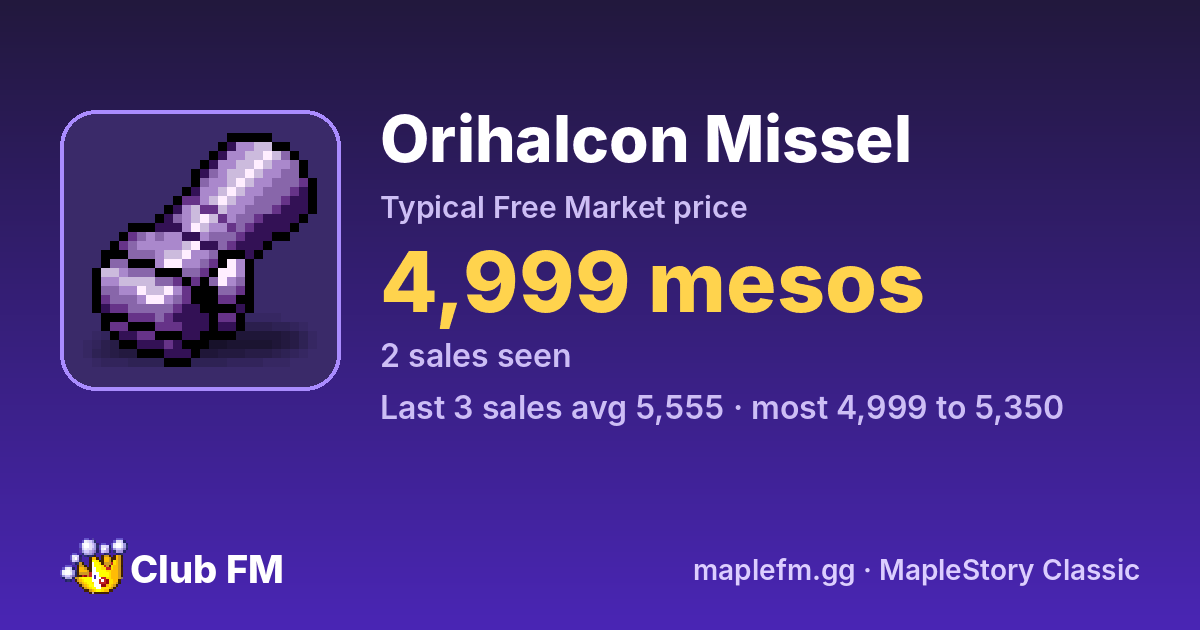 Orihalcon Missel
Typical Free Market price
4,999 mesos
2 sales seen
Last 3 sales avg 5,555 · most 4,999 to 5,350
Club FM
maplefm.gg · MapleStory Classic